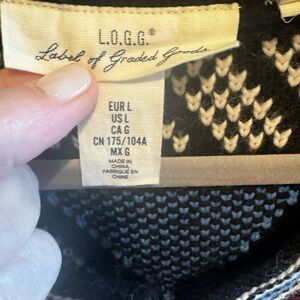 L.O.G.G.®
Label of Graded Goods
EUR L
US L
CA G
CN 175/104A
MX G
MADE IN
CHINA
FABRIQUÉ EN
CHINE